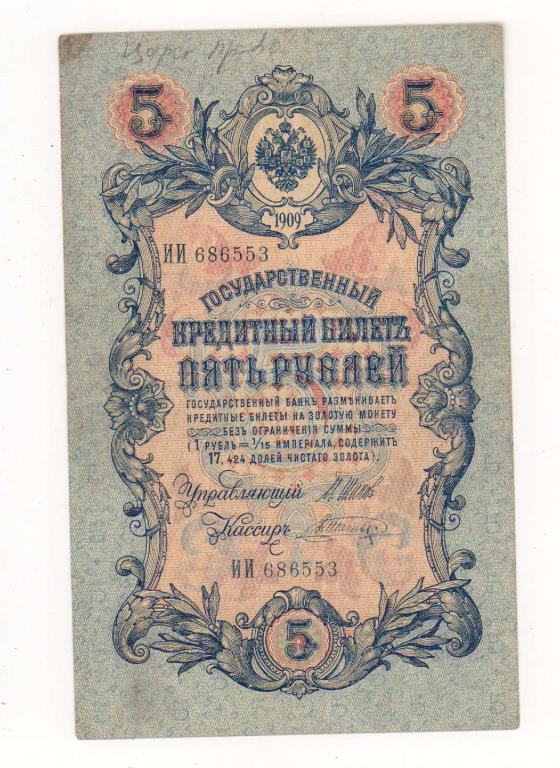 5 5
1909
ИИ 686553
ГОСУДАРСТВЕННЫЙ
КРЕДИТНЫЙ БИЛЕТЪ
ПЯТЬ РУБЛЕЙ
ГОСУДАРСТВЕННЫЙ БАНКЪ РАЗМѢНИВАЕТЪ
КРЕДИТНЫЕ БИЛЕТЫ НА ЗОЛОТУЮ МОНЕТУ
БЕЗЪ ОГРАНИЧЕНІЯ СУММЫ
(1 РУБЛЬ = 1/15 ИМПЕРІАЛА, СОДЕРЖИТЪ
17,424 ДОЛЕЙ ЧИСТАГО ЗОЛОТА).
Управляющій
Кассиръ
ИИ 686553
5